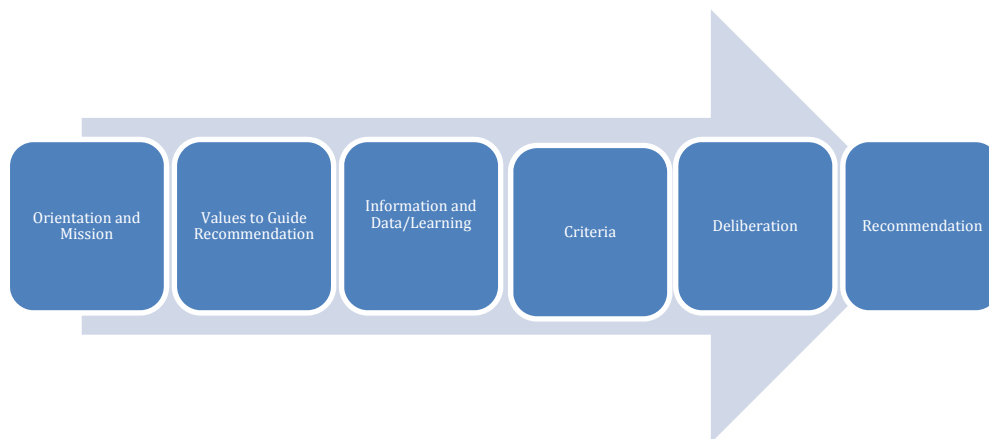 Orientation and
Mission
Values to Guide
Recommendation
Information and
Data/Learning
Criteria
Deliberation
Recommendation